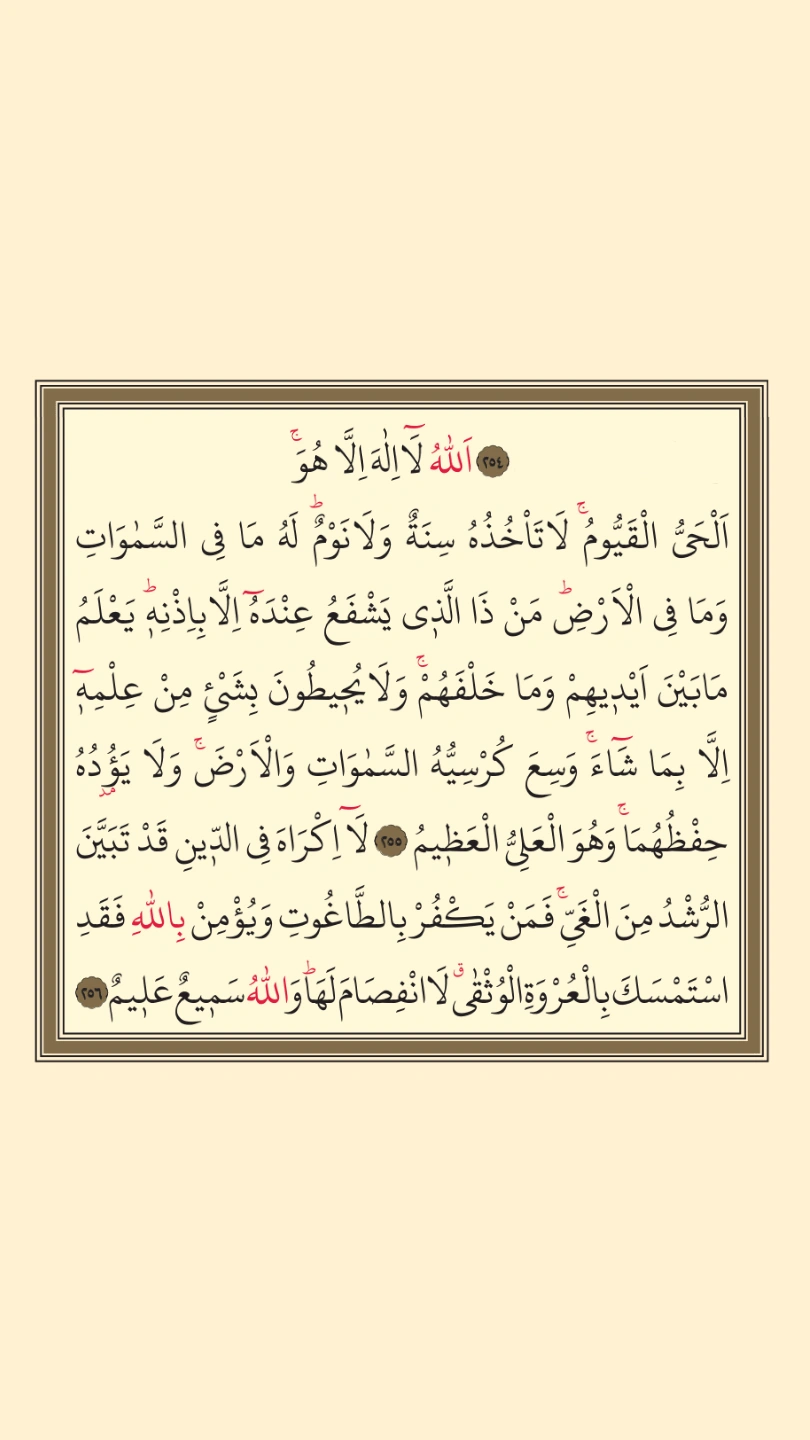 ﴿٢٥٤﴾ اَللّٰهُ لَٓا اِلٰهَ اِلَّا هُوَۚ
اَلْحَىُّ الْقَيُّومُۚ لَا تَاْخُذُهُ سِنَةٌ وَلَا نَوْمٌۜ لَهُ مَا فِى السَّمٰوَاتِ
وَمَا فِى الْاَرْضِۜ مَنْ ذَا الَّذٖى يَشْفَعُ عِنْدَهُٓ اِلَّا بِاِذْنِهٖۜ يَعْلَمُ
مَا بَيْنَ اَيْدٖيهِمْ وَمَا خَلْفَهُمْۚ وَلَا يُحٖيطُونَ بِشَىْءٍ مِنْ عِلْمِهٖٓ
اِلَّا بِمَا شَٓاءَۚ وَسِعَ كُرْسِيُّهُ السَّمٰوَاتِ وَالْاَرْضَۚ وَلَا يَؤُدُهُ
حِفْظُهُمَاۚ وَهُوَ الْعَلِىُّ الْعَظٖيمُ ﴿٢٥٥﴾ لَٓا اِكْرَاهَ فِى الدّٖينِ قَدْ تَبَيَّنَ
الرُّشْدُ مِنَ الْغَىِّۚ فَمَنْ يَكْفُرْ بِالطَّاغُوتِ وَيُؤْمِنْ بِاللّٰهِ فَقَدِ
اسْتَمْسَكَ بِالْعُرْوَةِ الْوُثْقٰىۗ لَا انْفِصَامَ لَهَاۜ وَاللّٰهُ سَمٖيعٌ عَلٖيمٌ ﴿٢٥٦﴾